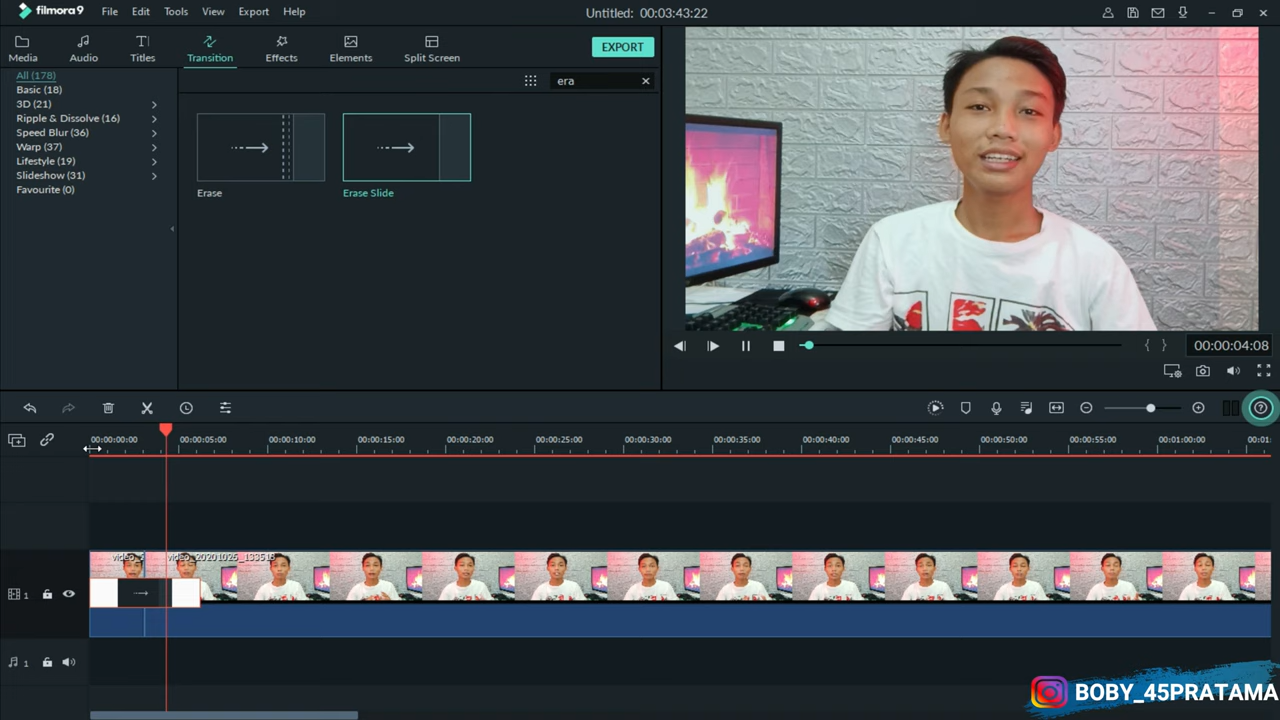 filmora9 File Edit Tools View Export Help
Untitled: 00:03:43:22
Media Audio Titles Transition Effects Elements Split Screen
EXPORT
All (178)
Basic (18)
3D (21)
Ripple & Dissolve (16)
Speed Blur (36)
Warp (37)
Lifestyle (19)
Slideshow (31)
Favourite (0)
era
Erase
Erase Slide
00:00:04:08
00:00:00:00 00:00:05:00 00:00:10:00 00:00:15:00 00:00:20:00 00:00:25:00 00:00:30:00 00:00:35:00 00:00:40:00 00:00:45:00 00:00:50:00 00:00:55:00 00:01:00:00
video_20201025_133516
1
1
BOBY_45PRATAMA